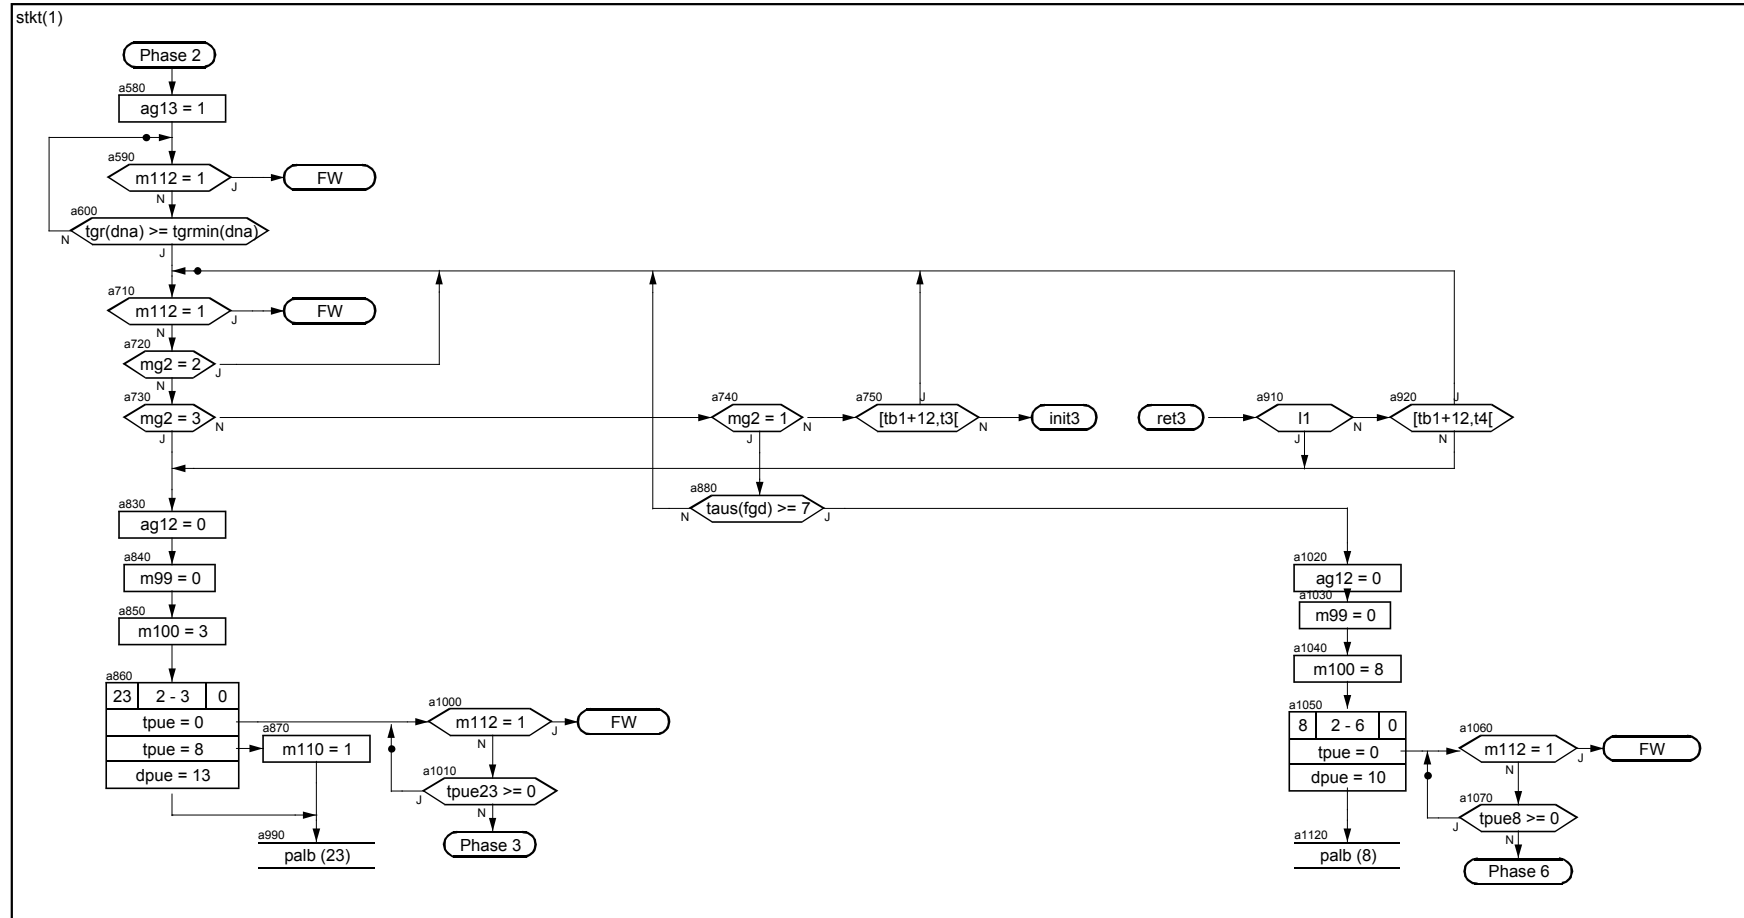 stkt(1)
Phase 2
a580
ag13 = 1
a590
m112 = 1
J
FW
N
a600
tgr(dna) >= tgrmin(dna)
N
J
a710
m112 = 1
J
FW
N
a720
mg2 = 2
J
N
a730
mg2 = 3
N
J
a740
mg2 = 1
N
J
a750
J
[tb1+12,t3[
N
init3
ret3
a910
l1
N
J
a920
J
[tb1+12,t4[
N
a880
taus(fgd) >= 7
N
J
a830
ag12 = 0
a840
m99 = 0
a850
m100 = 3
a860
23 2 - 3 0
tpue = 0
tpue = 8
dpue = 13
a870
m110 = 1
a990
palb (23)
a1000
m112 = 1
J
FW
N
a1010
tpue23 >= 0
J
N
Phase 3
a1020
ag12 = 0
a1030
m99 = 0
a1040
m100 = 8
a1050
8 2 - 6 0
tpue = 0
dpue = 10
a1060
m112 = 1
J
FW
N
a1070
tpue8 >= 0
J
N
Phase 6
a1120
palb (8)